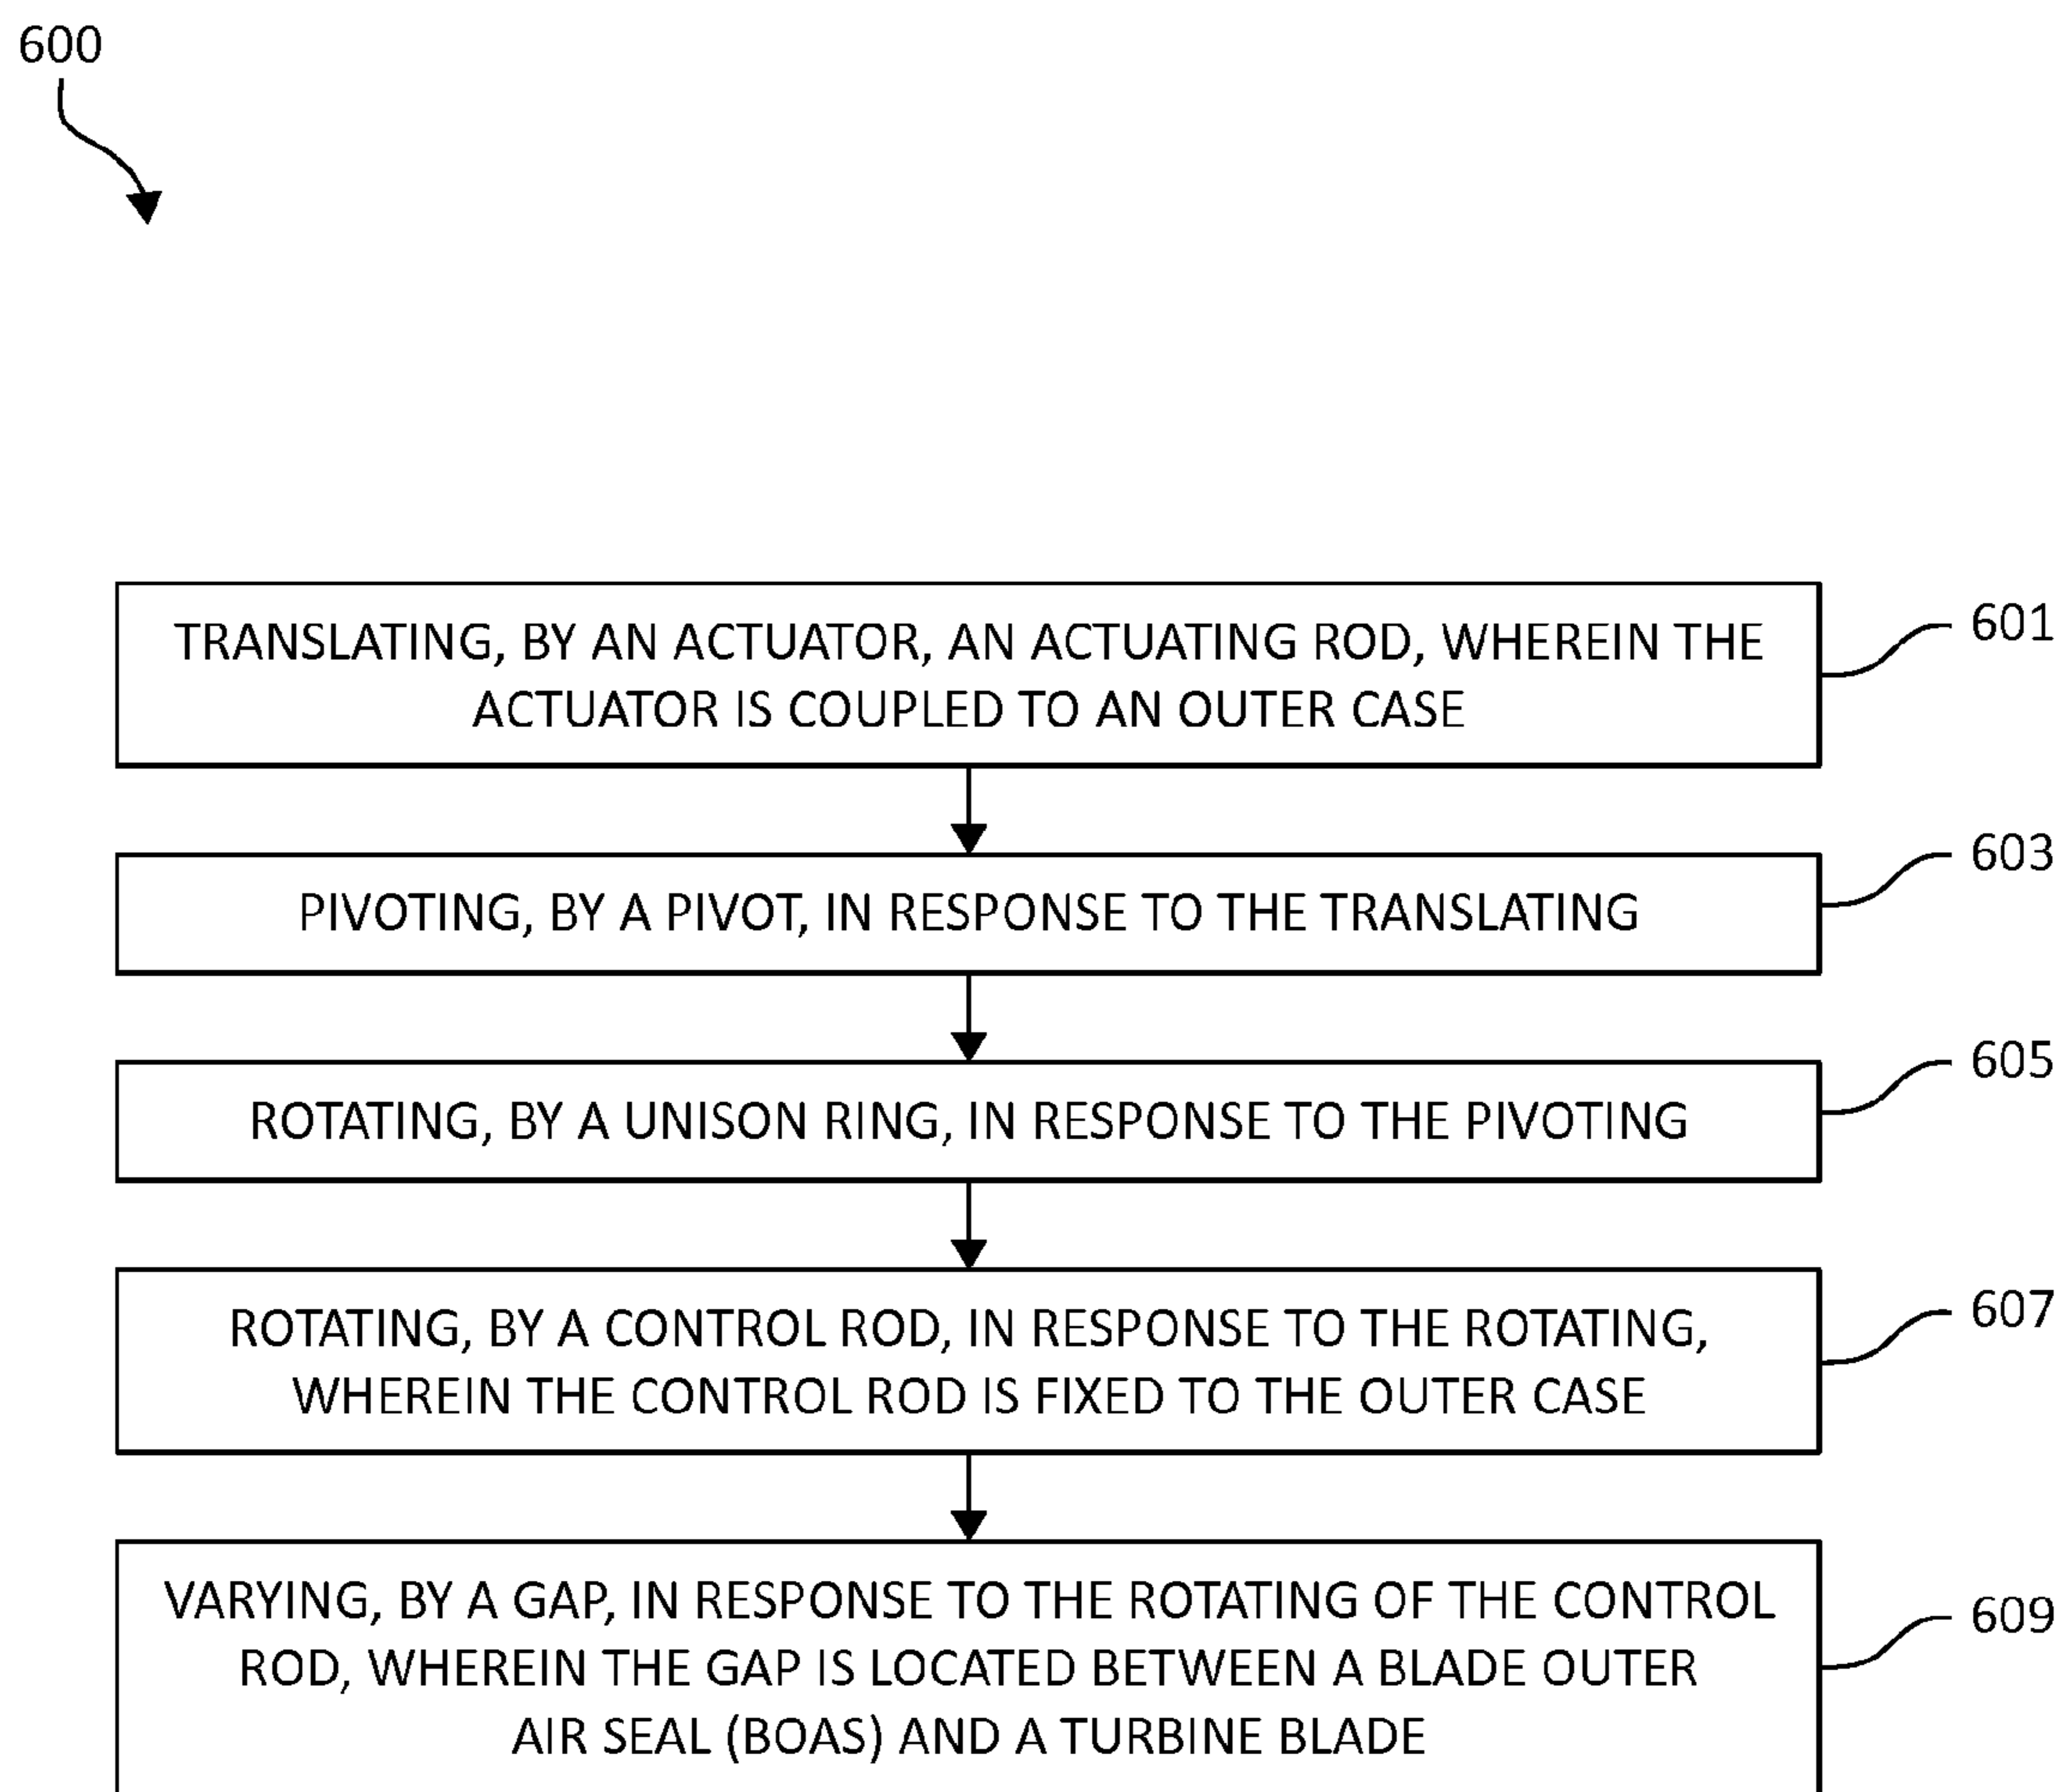 600
TRANSLATING, BY AN ACTUATOR, AN ACTUATING ROD, WHEREIN THE
ACTUATOR IS COUPLED TO AN OUTER CASE
601
PIVOTING, BY A PIVOT, IN RESPONSE TO THE TRANSLATING
603
ROTATING, BY A UNISON RING, IN RESPONSE TO THE PIVOTING
605
ROTATING, BY A CONTROL ROD, IN RESPONSE TO THE ROTATING,
WHEREIN THE CONTROL ROD IS FIXED TO THE OUTER CASE
607
VARYING, BY A GAP, IN RESPONSE TO THE ROTATING OF THE CONTROL
ROD, WHEREIN THE GAP IS LOCATED BETWEEN A BLADE OUTER
AIR SEAL (BOAS) AND A TURBINE BLADE
609